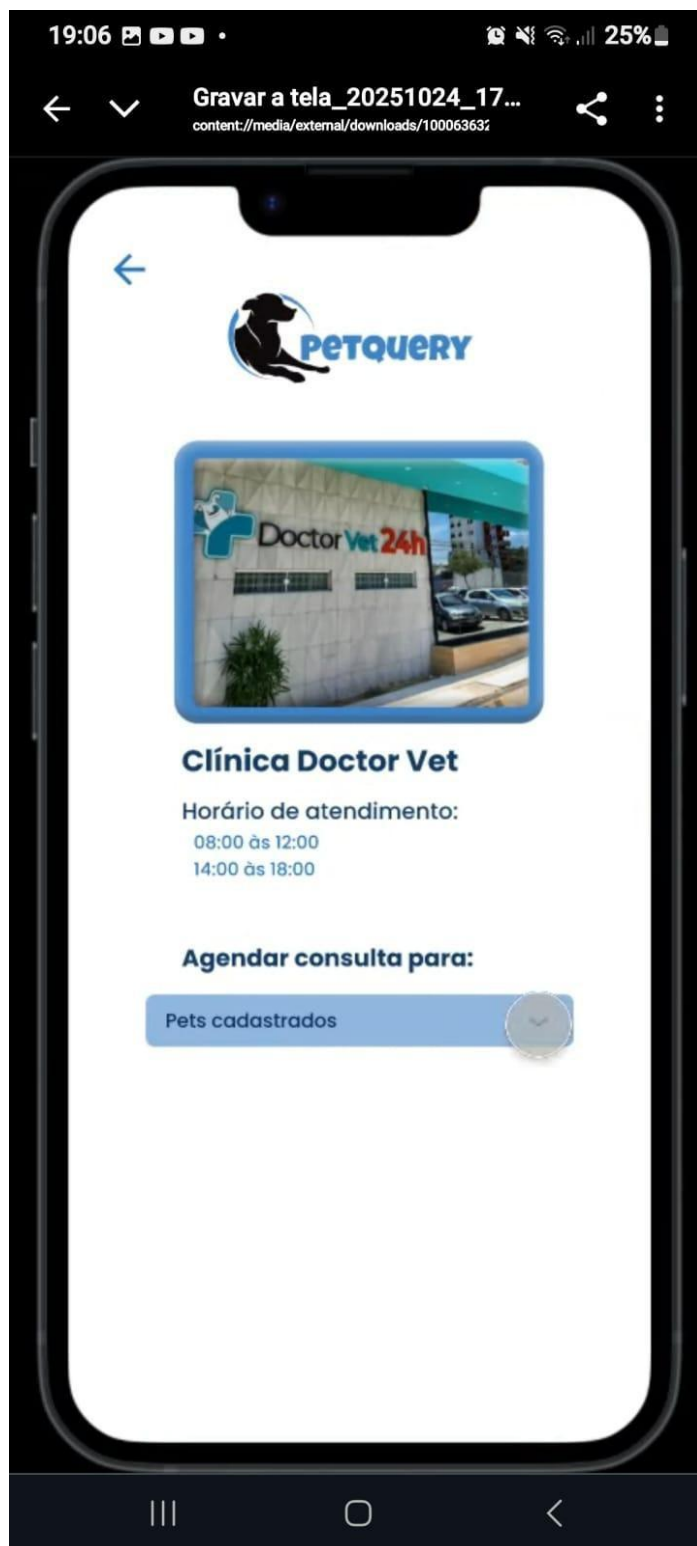 19:06
25%
Gravar a tela_20251024_17...
content://media/external/downloads/100063632
PETQUERY
Doctor Vet 24h
Clínica Doctor Vet
Horário de atendimento:
08:00 às 12:00
14:00 às 18:00
Agendar consulta para:
Pets cadastrados